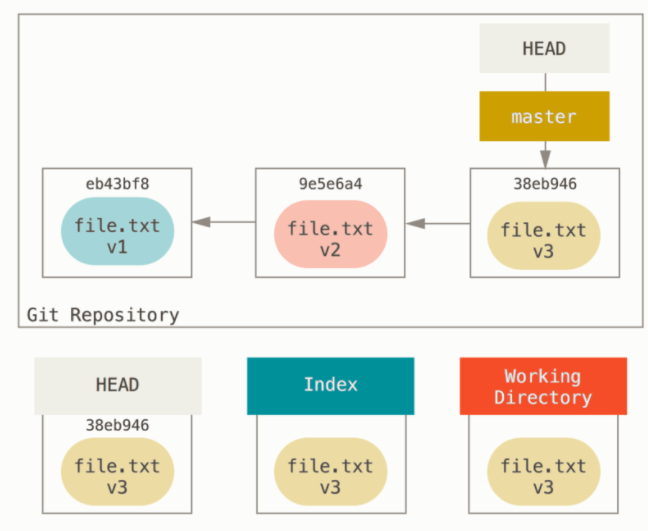 HEAD
master
eb43bf8
9e5e6a4
38eb946
file.txt
v1
file.txt
v2
file.txt
v3
Git Repository
HEAD
Index
Working
Directory
38eb946
file.txt
v3
file.txt
v3
file.txt
v3